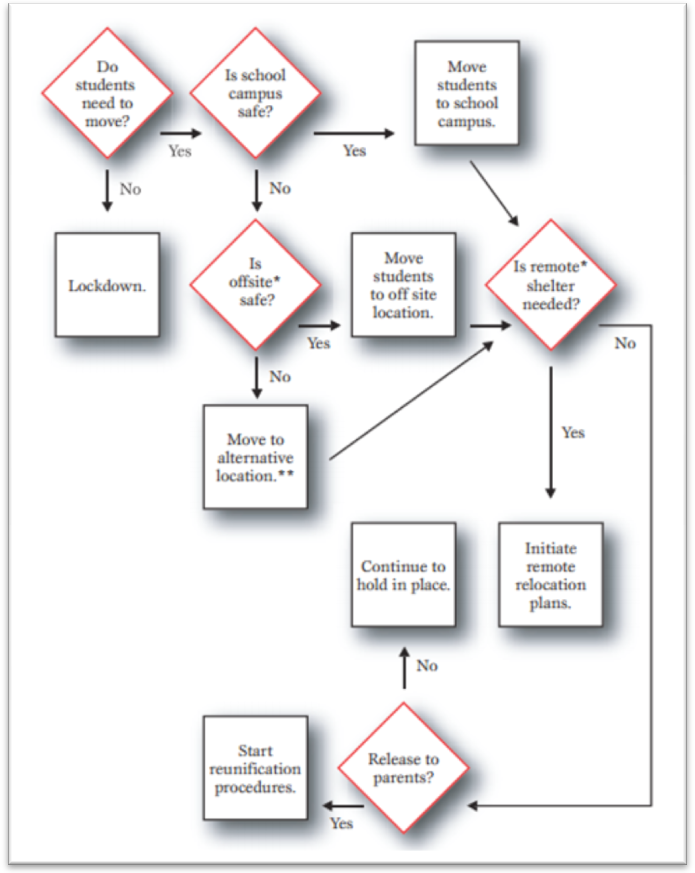 Do
students
need to
move?
Yes
No
Is school
campus
safe?
Yes
No
Move
students
to school
campus.
Lockdown.
Is
offsite*
safe?
Yes
No
Move
students
to off site
location.
Is remote*
shelter
needed?
No
Yes
Move to
alternative
location.**
Continue to
hold in place.
Initiate
remote
relocation
plans.
No
Start
reunification
procedures.
Yes
Release to
parents?